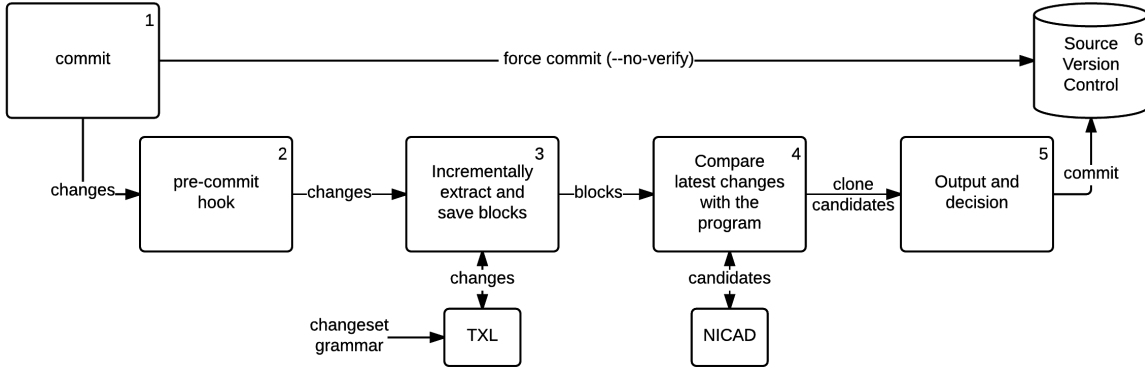 1
commit
force commit (--no-verify)
6
Source
Version
Control
changes
2
pre-commit
hook
changes
3
Incrementally
extract and
save blocks
blocks
4
Compare
latest changes
with the
program
clone
candidates
5
Output and
decision
commit
changes
candidates
changeset
grammar
TXL
NICAD